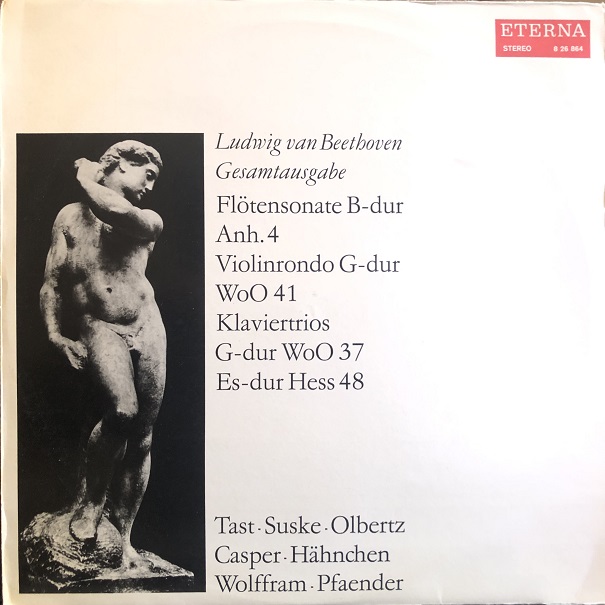 ETERNA
STEREO 8 26 864
Ludwig van Beethoven
Gesamtausgabe
Flötensonate B-dur
Anh. 4
Violinrondo G-dur
WoO 41
Klaviertrios
G-dur WoO 37
Es-dur Hess 48
Tast · Suske · Olbertz
Casper · Hähnchen
Wolffram · Pfaender